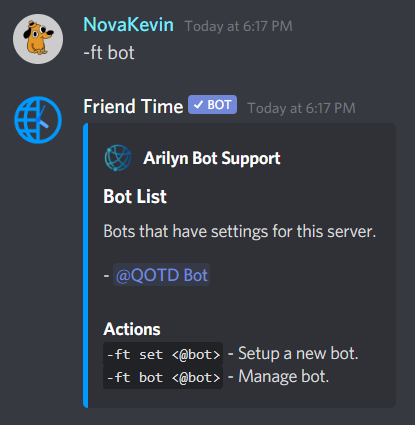 NovaKevin Today at 6:17 PM
-ft bot
Friend Time BOT Today at 6:17 PM
Arilyn Bot Support
Bot List
Bots that have settings for this server.
- @QOTD Bot
Actions
-ft set <@bot> - Setup a new bot.
-ft bot <@bot> - Manage bot.